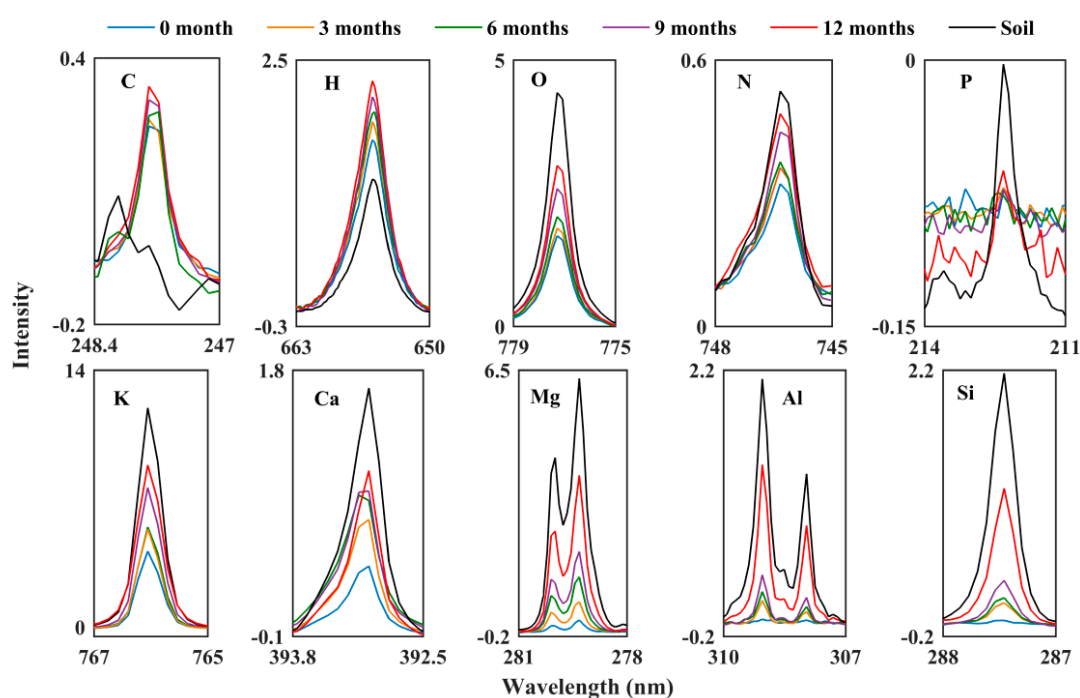 0 month 3 months 6 months 9 months 12 months Soil
0.4 2.5 5 0.6 0
C H O N P
-0.2 -0.3 0 0 -0.15
248.4 247 663 650 779 775 748 745 214 211
Intensity
14 1.8 6.5 2.2 2.2
K Ca Mg Al Si
0 -0.1 -0.2 -0.2 -0.2
767 765 393.8 392.5 281 278 310 307 288 287
Wavelength (nm)